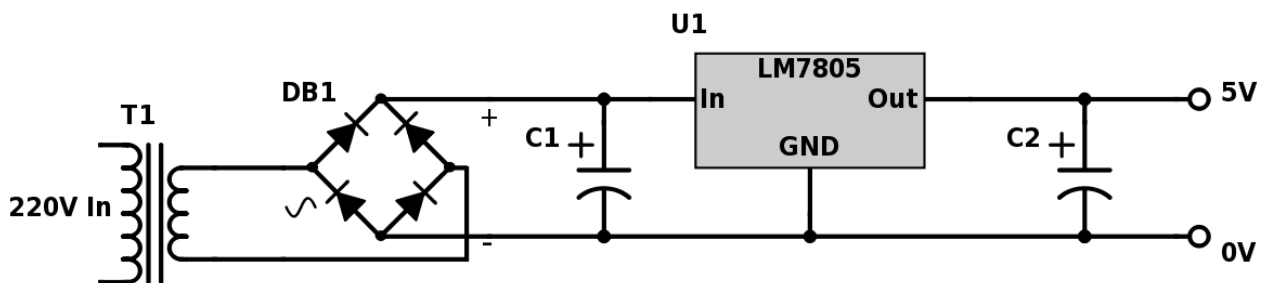 U1
LM7805
DB1
In
Out
5V
+
T1
C1 +
C2 +
GND
220V In
-
0V